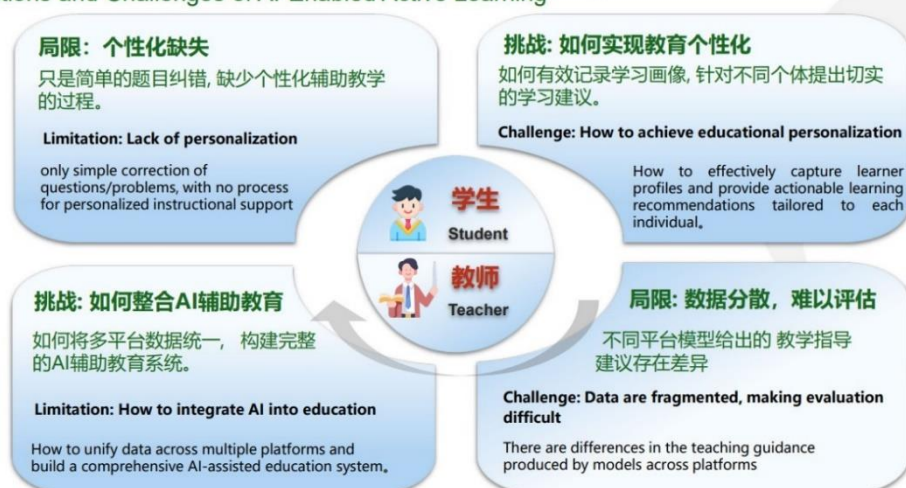 局限：个性化缺失
只是简单的题目纠错, 缺少个性化辅助教学
的过程。
Limitation: Lack of personalization
only simple correction of
questions/problems, with no process
for personalized instructional support
挑战: 如何实现教育个性化
如何有效记录学习画像, 针对不同个体提出切实
的学习建议。
Challenge: How to achieve educational personalization
How to effectively capture learner
profiles and provide actionable learning
recommendations tailored to each
individual。
学生
Student
教师
Teacher
挑战: 如何整合AI辅助教育
如何将多平台数据统一， 构建完整
的AI辅助教育系统。
Limitation: How to integrate AI into education
How to unify data across multiple platforms and
build a comprehensive AI-assisted education system。
局限: 数据分散，难以评估
不同平台模型给出的 教学指导
建议存在差异
Challenge: Data are fragmented, making evaluation
difficult
There are differences in the teaching guidance
produced by models across platforms